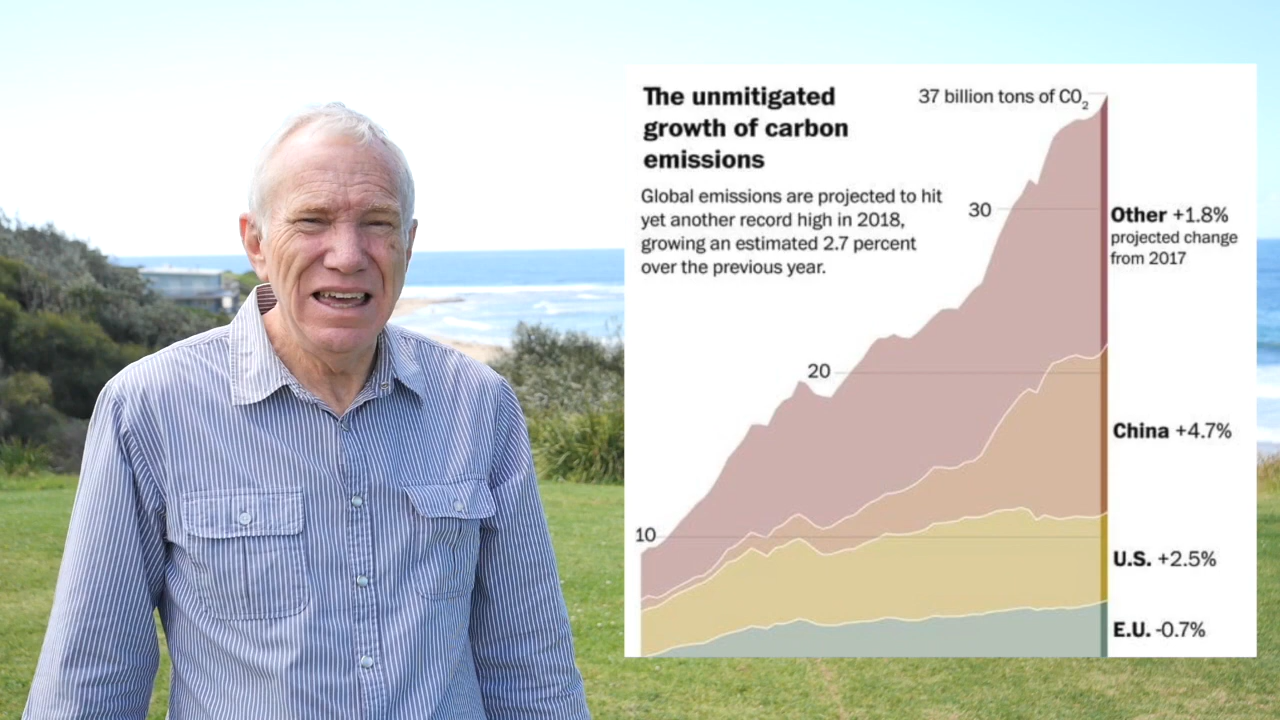 The unmitigated
growth of carbon
emissions
Global emissions are projected to hit
yet another record high in 2018,
growing an estimated 2.7 percent
over the previous year.
37 billion tons of CO₂
30
Other +1.8%
projected change
from 2017
20
China +4.7%
10
U.S. +2.5%
E.U. -0.7%